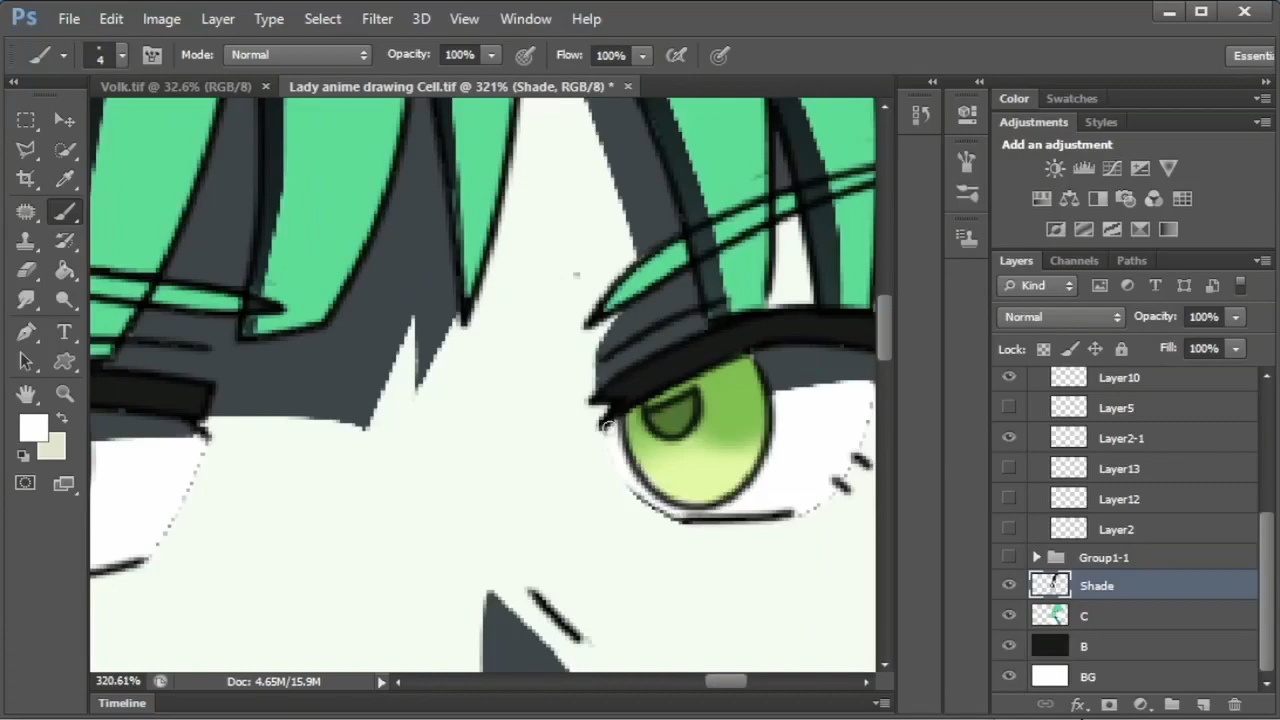 Ps File Edit Image Layer Type Select Filter 3D View Window Help
4 Mode: Normal Opacity: 100% Flow: 100% Essenti
Volk.tif @ 32.6% (RGB/8) × Lady anime drawing Cell.tif @ 321% (Shade, RGB/8) * ×
Color Swatches
Adjustments Styles
Add an adjustment
Layers Channels Paths
Kind
Normal Opacity: 100%
Lock: Fill: 100%
Layer10
Layer5
Layer2-1
Layer13
Layer12
Layer2
Group1-1
Shade
C
B
BG
320.61% Doc: 4.65M/15.9M
Timeline